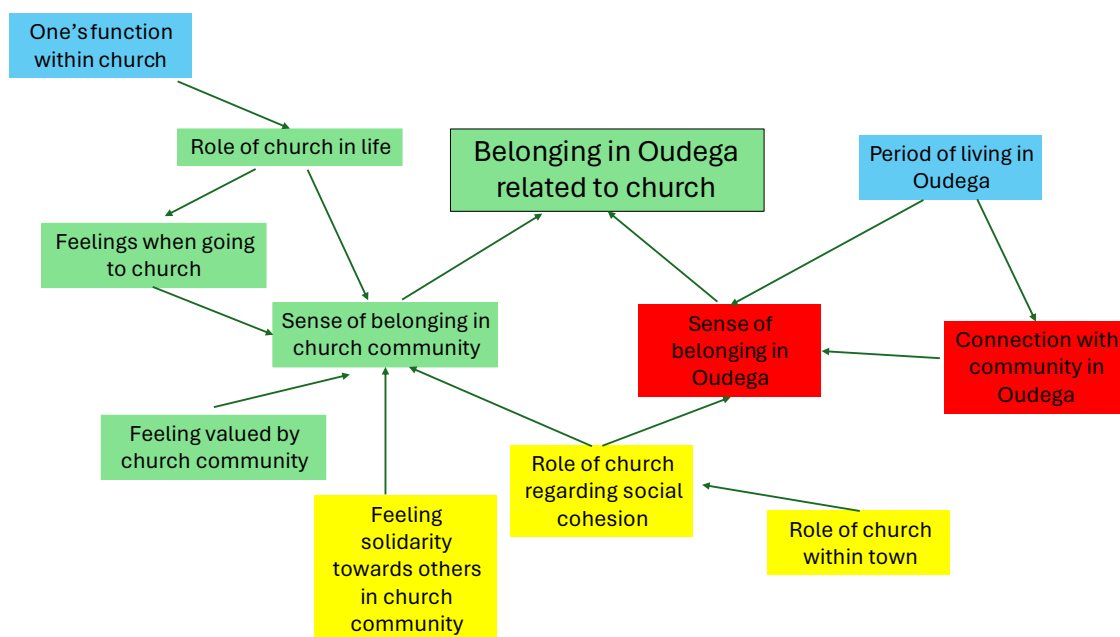 One's function
within church
Role of church in life
Belonging in Oudega
related to church
Period of living in
Oudega
Feelings when going
to church
Sense of belonging in
church community
Sense of
belonging in
Oudega
Connection with
community in
Oudega
Feeling valued by
church community
Role of church
regarding social
cohesion
Feeling
solidarity
towards others
in church
community
Role of church
within town